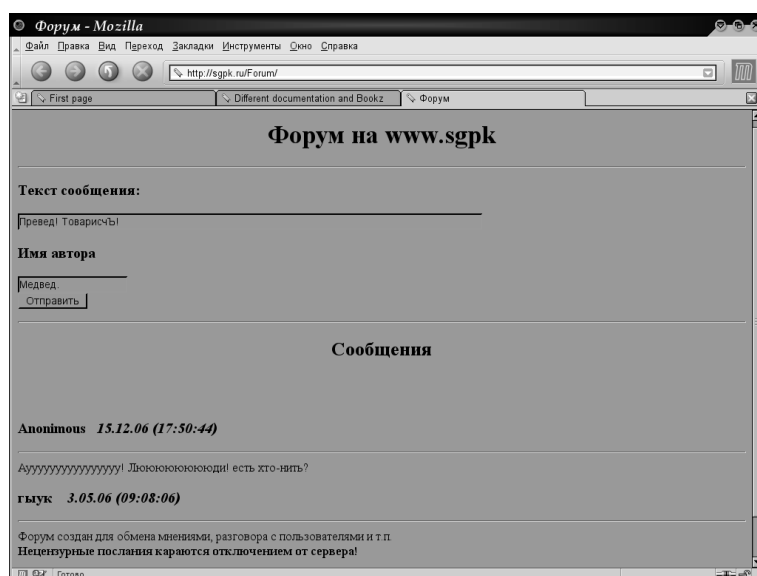 Форум - Mozilla
Файл Правка Вид Переход Закладки Инструменты Окно Справка
http://sgpk.ru/Forum/
First page Different documentation and Bookz Форум
Форум на www.sgpk
Текст сообщения:
Превед! ТоварисчЪ!
Имя автора
Медвед.
Отправить
Сообщения
Anonimous 15.12.06 (17:50:44)
Ауууууууууууууууу! Лююююююююди! есть хто-нить?
гыук 3.05.06 (09:08:06)
Форум создан для обмена мнениями, разговора с пользователями и т.п.
Нецензурные послания караются отключением от сервера!
Готово